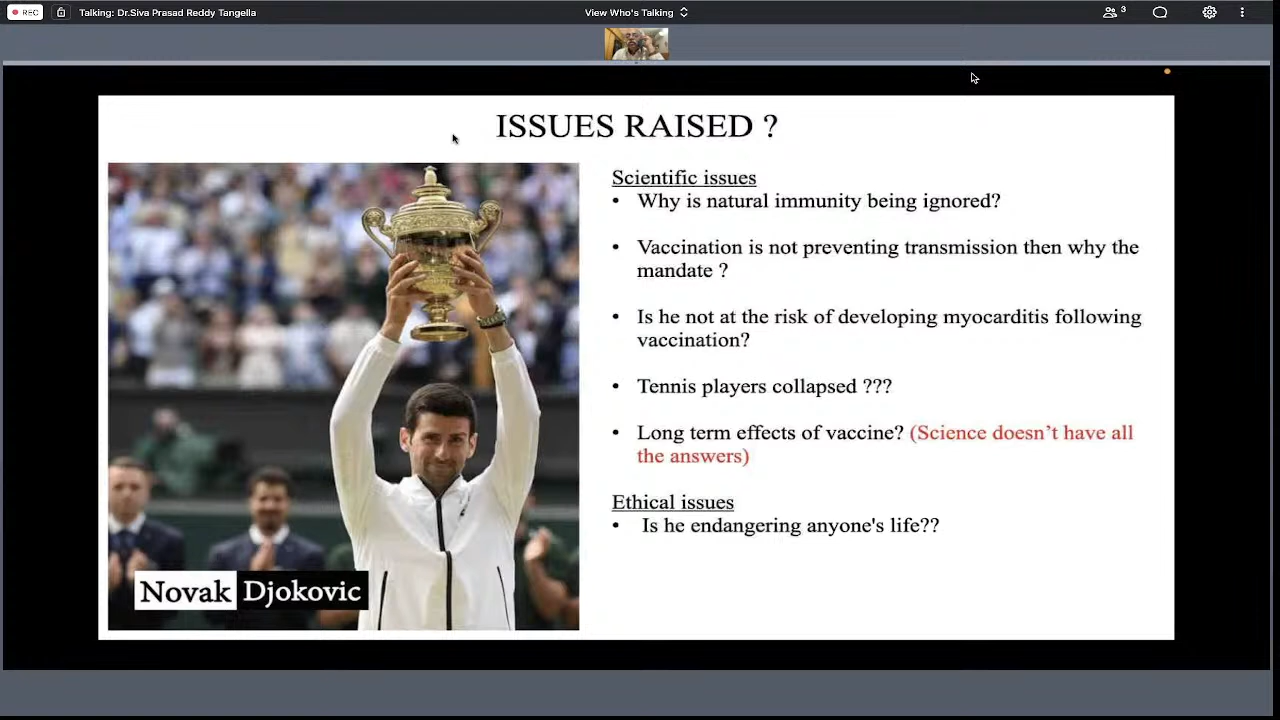 REC
Talking: Dr.Siva Prasad Reddy Tangella
View Who's Talking
3
ISSUES RAISED ?
Scientific issues
• Why is natural immunity being ignored?
• Vaccination is not preventing transmission then why the
mandate ?
• Is he not at the risk of developing myocarditis following
vaccination?
• Tennis players collapsed ???
• Long term effects of vaccine? (Science doesn’t have all
the answers)
Ethical issues
• Is he endangering anyone's life??
Novak Djokovic